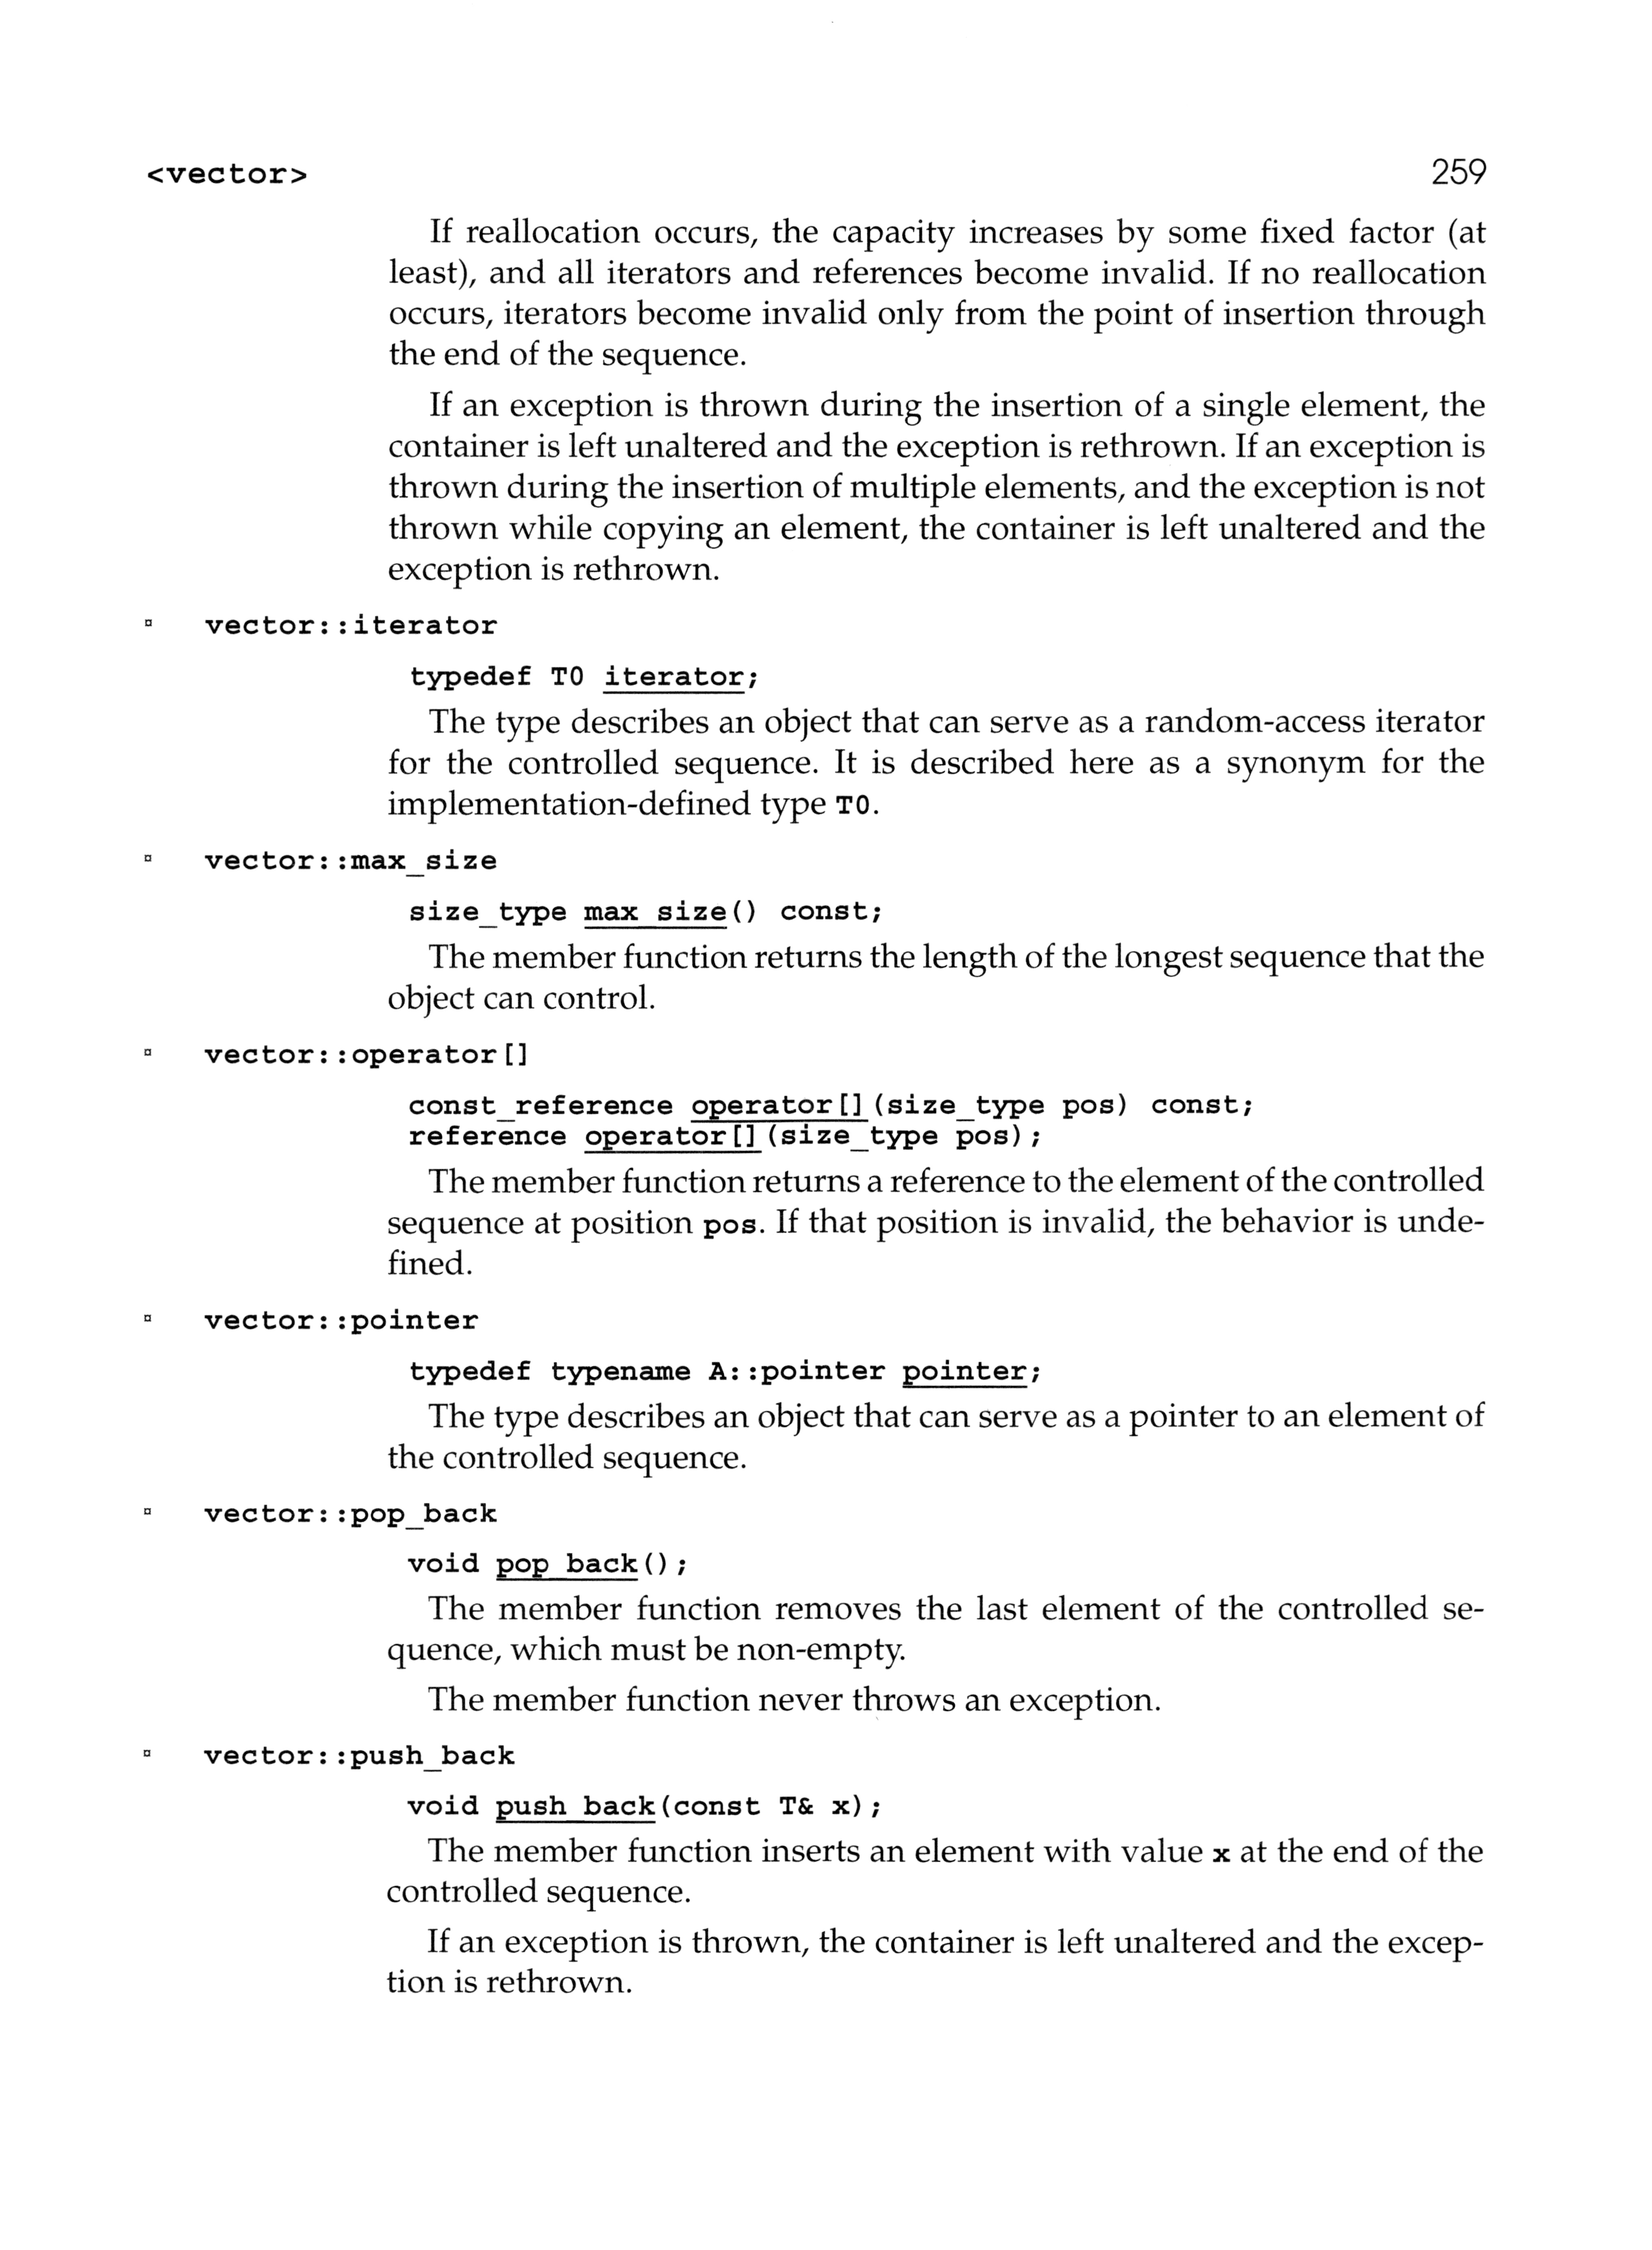 <vector>
259
If reallocation occurs, the capacity increases by some fixed factor (at
least), and all iterators and references become invalid. If no reallocation
occurs, iterators become invalid only from the point of insertion through
the end of the sequence.
If an exception is thrown during the insertion of a single element, the
container is left unaltered and the exception is rethrown. If an exception is
thrown during the insertion of multiple elements, and the exception is not
thrown while copying an element, the container is left unaltered and the
exception is rethrown.
▫ vector::iterator
typedef T0 iterator;
The type describes an object that can serve as a random-access iterator
for the controlled sequence. It is described here as a synonym for the
implementation-defined type T0.
▫ vector::max_size
size_type max_size() const;
The member function returns the length of the longest sequence that the
object can control.
▫ vector::operator[]
const_reference operator[](size_type pos) const;
reference operator[](size_type pos);
The member function returns a reference to the element of the controlled
sequence at position pos. If that position is invalid, the behavior is unde-
fined.
▫ vector::pointer
typedef typename A::pointer pointer;
The type describes an object that can serve as a pointer to an element of
the controlled sequence.
▫ vector::pop_back
void pop_back();
The member function removes the last element of the controlled se-
quence, which must be non-empty.
The member function never throws an exception.
▫ vector::push_back
void push_back(const T& x);
The member function inserts an element with value x at the end of the
controlled sequence.
If an exception is thrown, the container is left unaltered and the excep-
tion is rethrown.